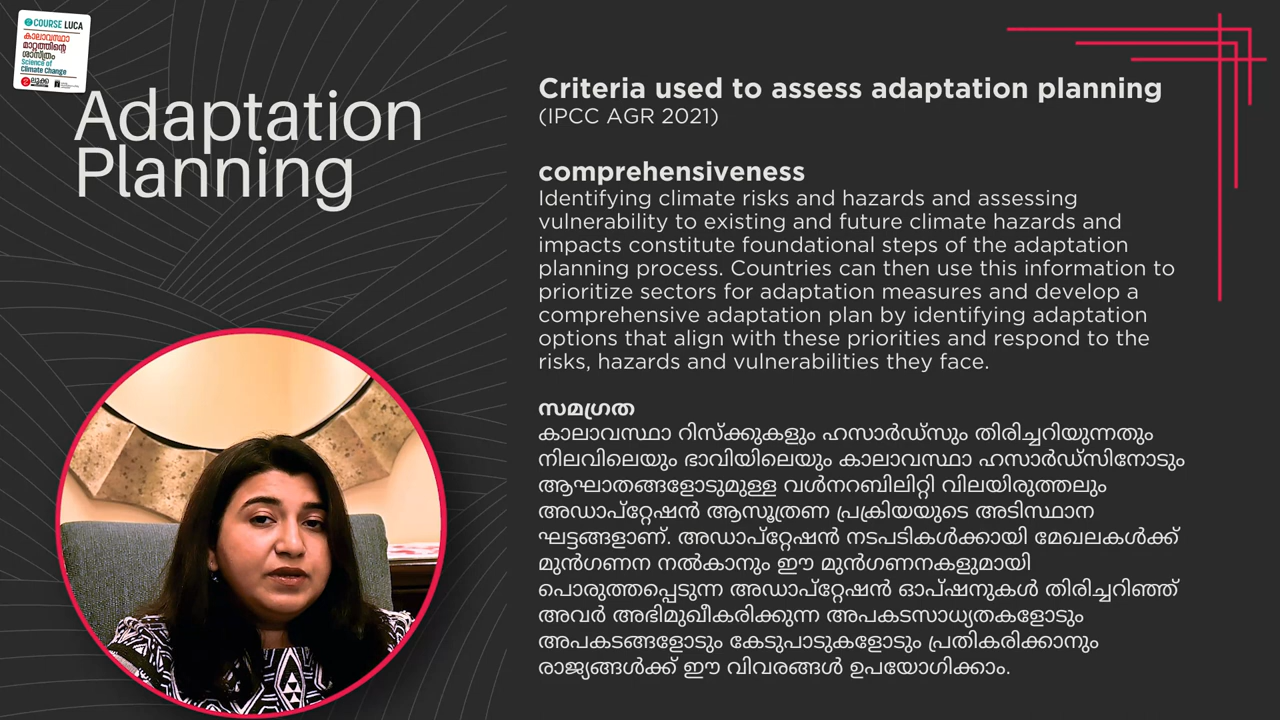 COURSE LUCA
കാലാവസ്ഥാ
മാറ്റത്തിന്റെ
ശാസ്ത്രം
Science of
Climate Change
ലൂക്ക
Adaptation
Planning
Criteria used to assess adaptation planning
(IPCC AGR 2021)
comprehensiveness
Identifying climate risks and hazards and assessing
vulnerability to existing and future climate hazards and
impacts constitute foundational steps of the adaptation
planning process. Countries can then use this information to
prioritize sectors for adaptation measures and develop a
comprehensive adaptation plan by identifying adaptation
options that align with these priorities and respond to the
risks, hazards and vulnerabilities they face.
സമഗ്രത
കാലാവസ്ഥാ റിസ്ക്കുകളും ഹസാർഡ്സും തിരിച്ചറിയുന്നതും
നിലവിലെയും ഭാവിയിലെയും കാലാവസ്ഥാ ഹസാർഡ്സിനോടും
ആഘാതങ്ങളോടുമുള്ള വൾനറബിലിറ്റി വിലയിരുത്തലും
അഡാപ്റ്റേഷൻ ആസൂത്രണ പ്രക്രിയയുടെ അടിസ്ഥാന
ഘട്ടങ്ങളാണ്. അഡാപ്റ്റേഷൻ നടപടികൾക്കായി മേഖലകൾക്ക്
മുൻഗണന നൽകാനും ഈ മുൻഗണനകളുമായി
പൊരുത്തപ്പെടുന്ന അഡാപ്റ്റേഷൻ ഓപ്ഷനുകൾ തിരിച്ചറിഞ്ഞ്
അവർ അഭിമുഖീകരിക്കുന്ന അപകടസാധ്യതകളോടും
അപകടങ്ങളോടും കേടുപാടുകളോടും പ്രതികരിക്കാനും
രാജ്യങ്ങൾക്ക് ഈ വിവരങ്ങൾ ഉപയോഗിക്കാം.